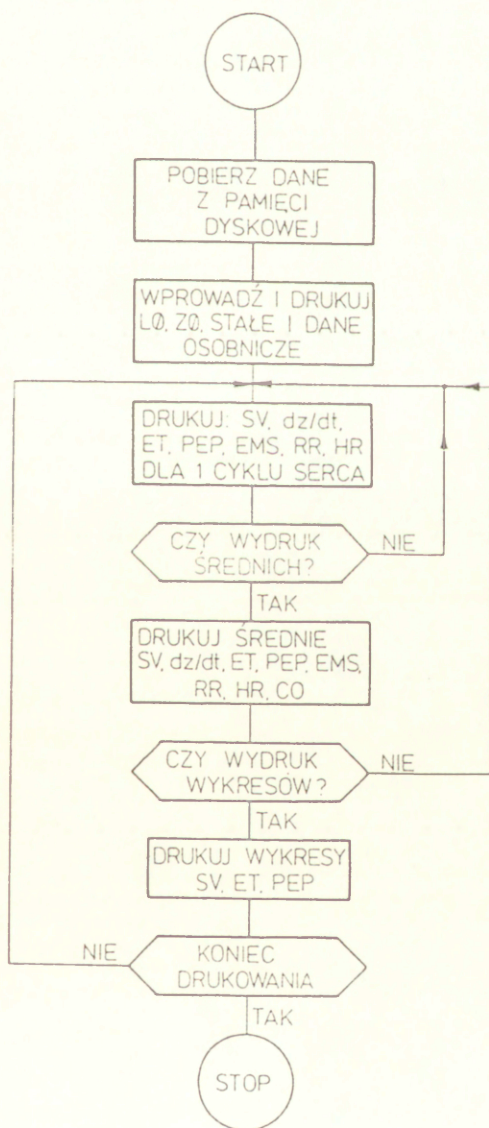 START
POBIERZ DANE
Z PAMIĘCI
DYSKOWEJ
WPROWADŹ I DRUKUJ
LØ, ZØ, STAŁE I DANE
OSOBNICZE
DRUKUJ: SV, dz/dt,
ET, PEP, EMS, RR, HR
DLA 1 CYKLU SERCA
CZY WYDRUK
ŚREDNICH?
NIE
TAK
DRUKUJ ŚREDNIE
SV, dz/dt, ET, PEP, EMS,
RR, HR, CO
CZY WYDRUK
WYKRESÓW?
NIE
TAK
DRUKUJ WYKRESY
SV, ET, PEP
NIE
KONIEC
DRUKOWANIA
TAK
STOP